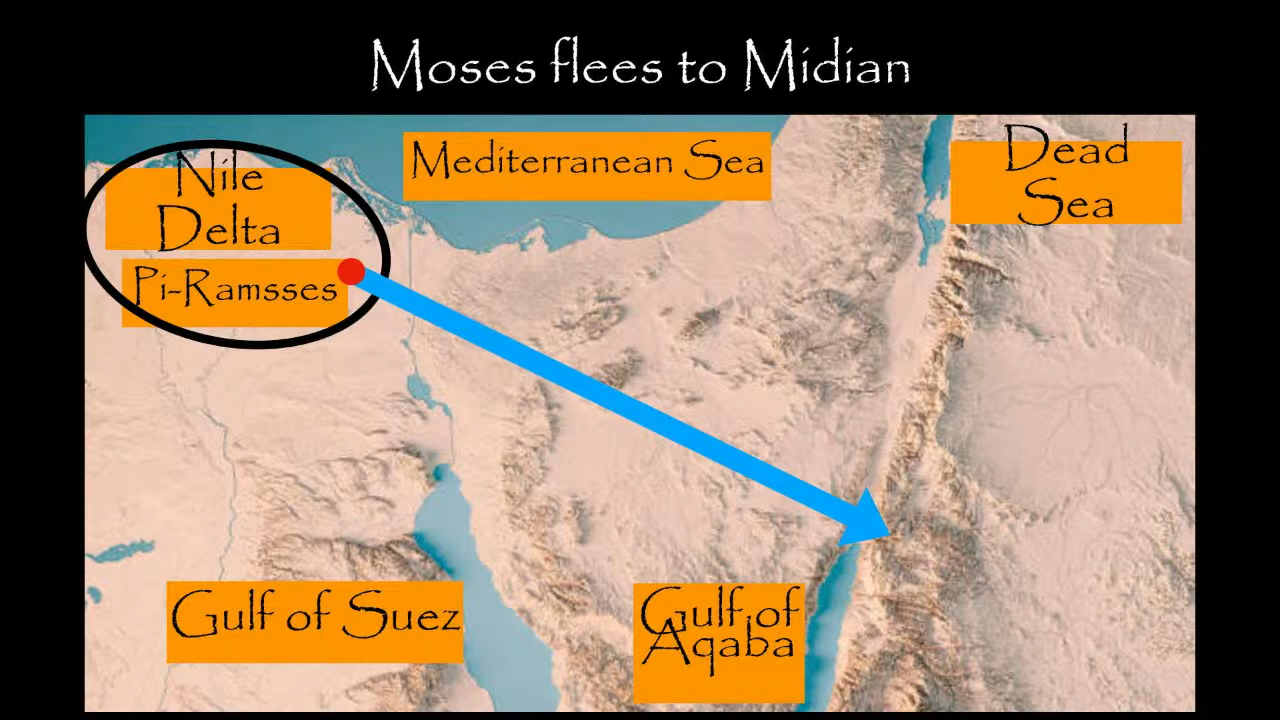 Moses flees to Midian
Nile
Delta
Pi-Ramsses
Mediterranean Sea
Dead
Sea
Gulf of Suez
Gulf of
Aqaba